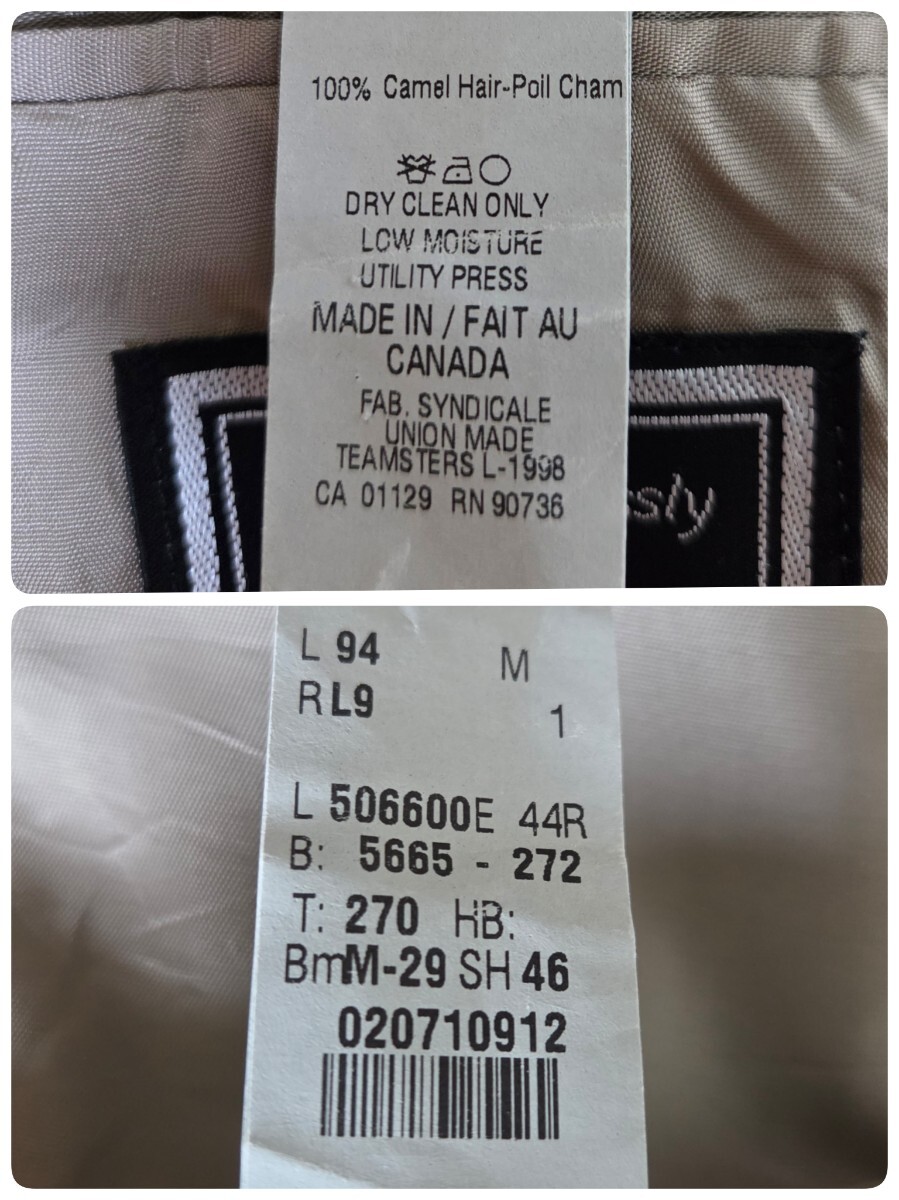 100% Camel Hair-Poil Cham
DRY CLEAN ONLY
LOW MOISTURE
UTILITY PRESS
MADE IN / FAIT AU
CANADA
FAB. SYNDICALE
UNION MADE
TEAMSTERS L-1998
CA 01129 RN 90736
L 94 M
R L9 1
L 506600E 44R
B: 5665 - 272
T: 270 HB:
BmM-29 SH 46
020710912